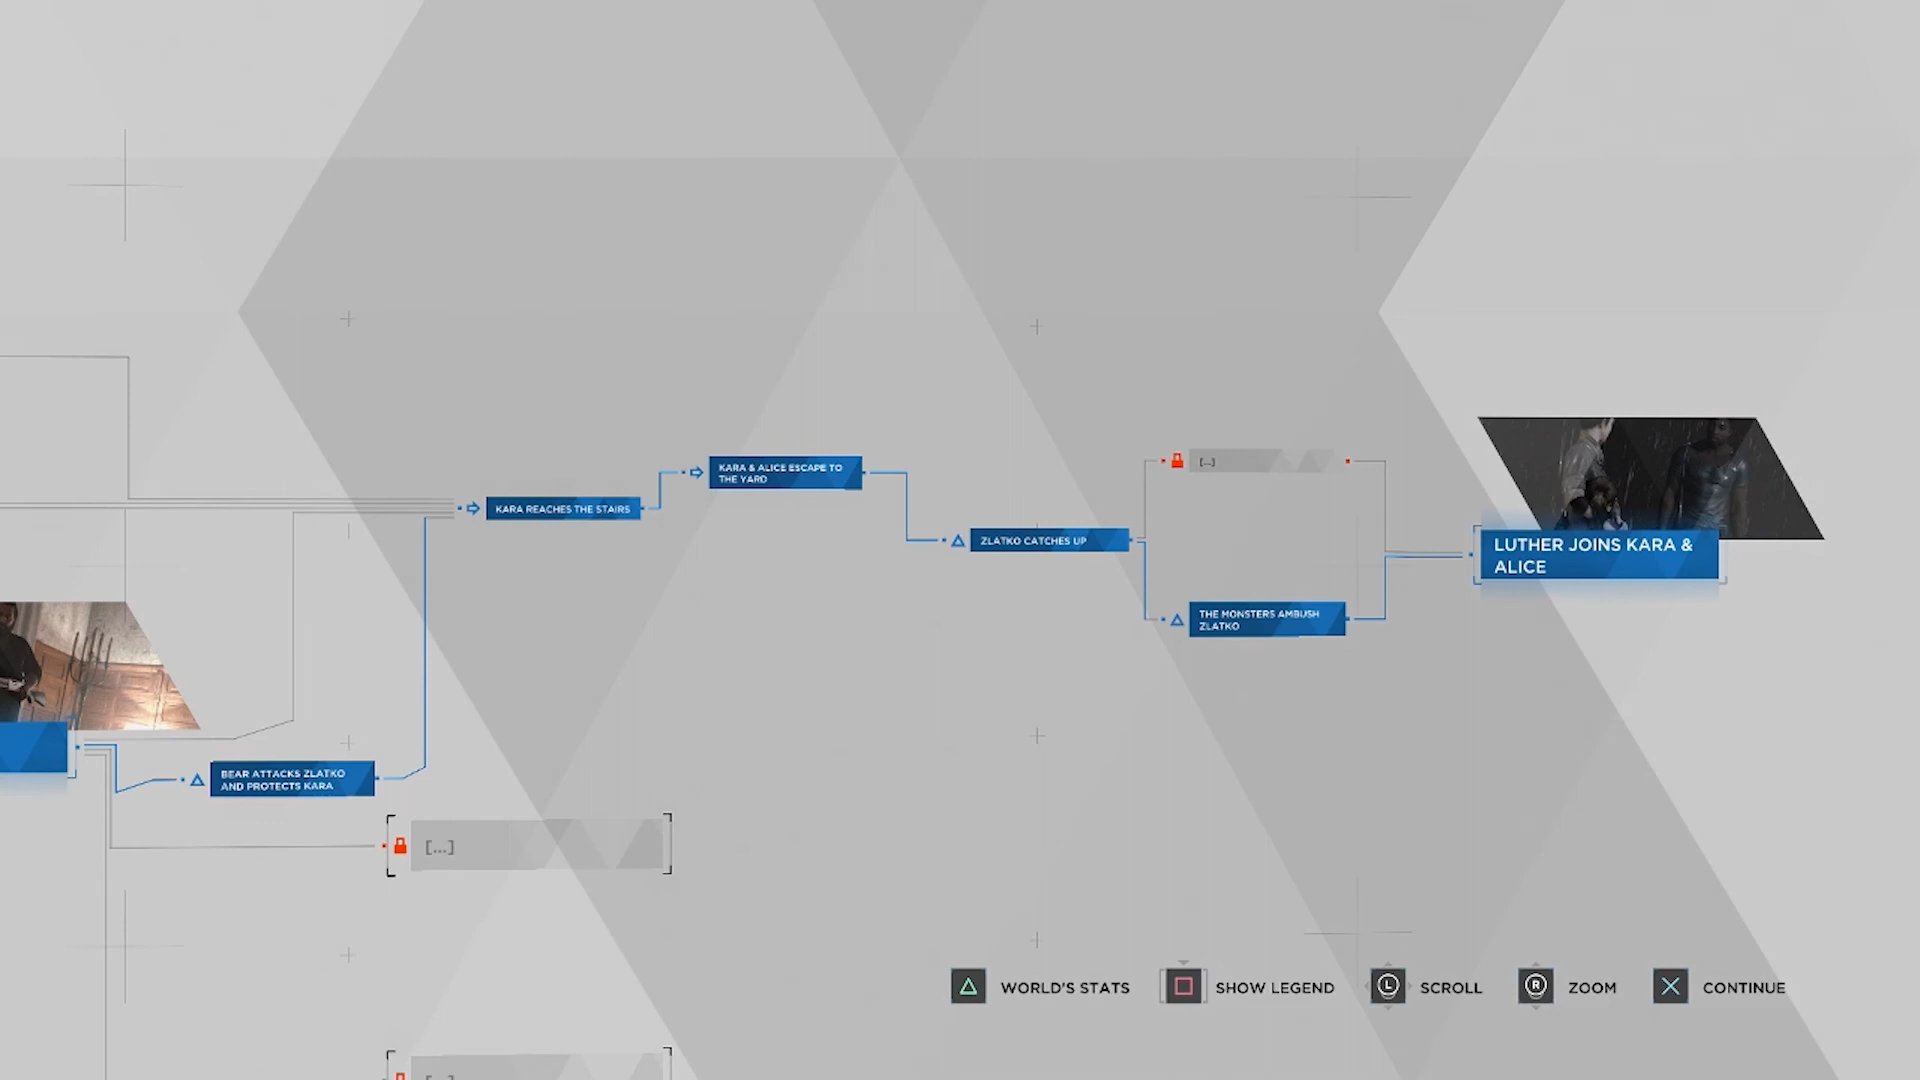 [...]
KARA & ALICE ESCAPE TO
THE YARD
KARA REACHES THE STAIRS
ZLATKO CATCHES UP
LUTHER JOINS KARA &
ALICE
THE MONSTERS AMBUSH
ZLATKO
BEAR ATTACKS ZLATKO
AND PROTECTS KARA
[...]
WORLD'S STATS
SHOW LEGEND
L
SCROLL
R
ZOOM
CONTINUE